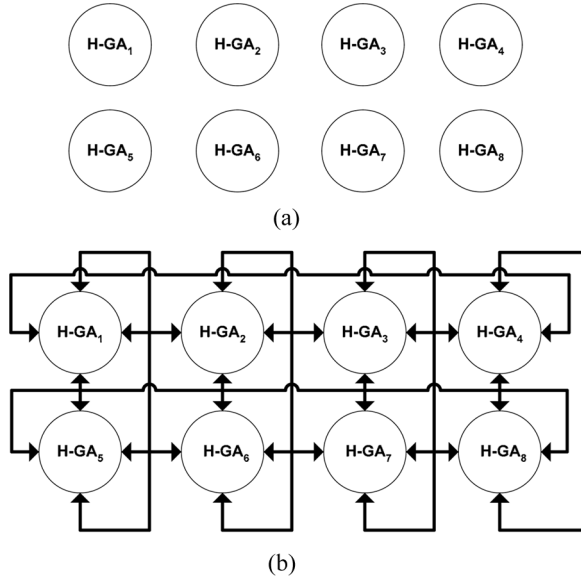 H-GA₁ H-GA₂ H-GA₃ H-GA₄
H-GA₅ H-GA₆ H-GA₇ H-GA₈
(a)
H-GA₁ H-GA₂ H-GA₃ H-GA₄
H-GA₅ H-GA₆ H-GA₇ H-GA₈
(b)